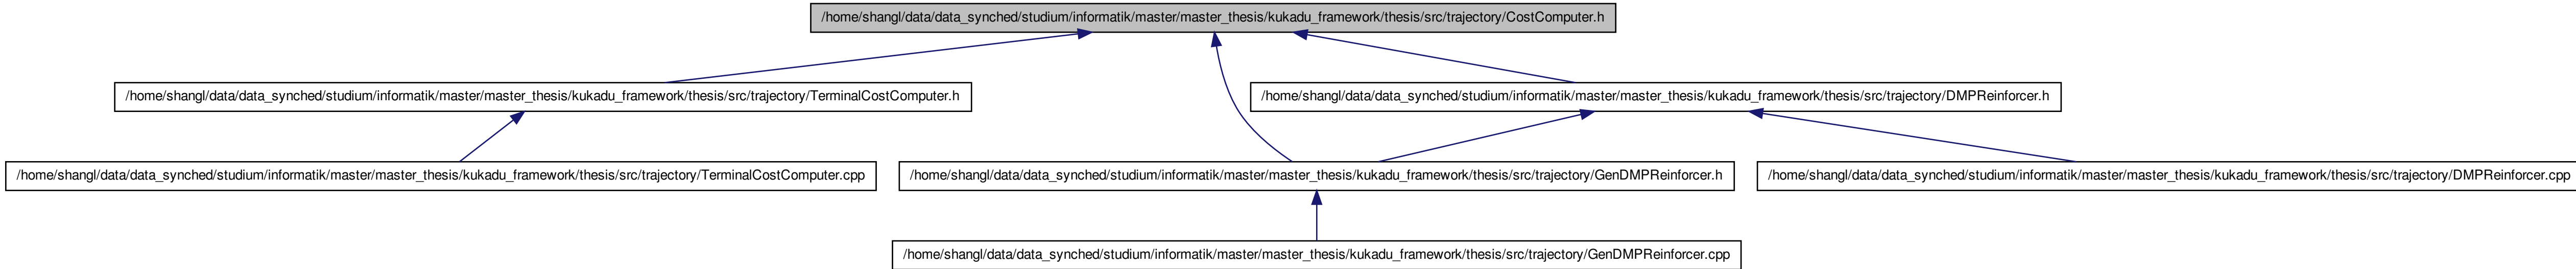 /home/shangl/data/data_synched/studium/informatik/master/master_thesis/kukadu_framework/thesis/src/trajectory/CostComputer.h
/home/shangl/data/data_synched/studium/informatik/master/master_thesis/kukadu_framework/thesis/src/trajectory/TerminalCostComputer.h
/home/shangl/data/data_synched/studium/informatik/master/master_thesis/kukadu_framework/thesis/src/trajectory/DMPReinforcer.h
/home/shangl/data/data_synched/studium/informatik/master/master_thesis/kukadu_framework/thesis/src/trajectory/TerminalCostComputer.cpp
/home/shangl/data/data_synched/studium/informatik/master/master_thesis/kukadu_framework/thesis/src/trajectory/GenDMPReinforcer.h
/home/shangl/data/data_synched/studium/informatik/master/master_thesis/kukadu_framework/thesis/src/trajectory/DMPReinforcer.cpp
/home/shangl/data/data_synched/studium/informatik/master/master_thesis/kukadu_framework/thesis/src/trajectory/GenDMPReinforcer.cpp